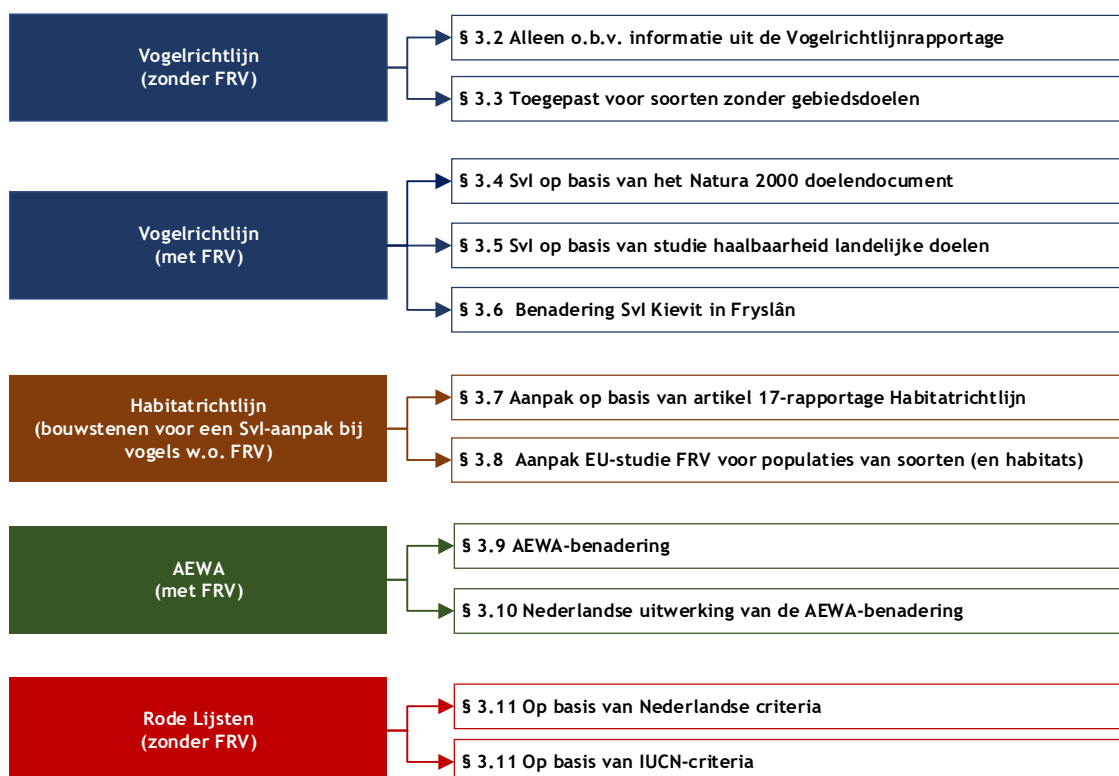 Vogelrichtlijn
(zonder FRV)
§ 3.2 Alleen o.b.v. informatie uit de Vogelrichtlijnrapportage
§ 3.3 Toegepast voor soorten zonder gebiedsdoelen
Vogelrichtlijn
(met FRV)
§ 3.4 SvI op basis van het Natura 2000 doelendocument
§ 3.5 SvI op basis van studie haalbaarheid landelijke doelen
§ 3.6 Benadering SvI Kievit in Fryslân
Habitatrichtlijn
(bouwstenen voor een SvI-aanpak bij
vogels w.o. FRV)
§ 3.7 Aanpak op basis van artikel 17-rapportage Habitatrichtlijn
§ 3.8 Aanpak EU-studie FRV voor populaties van soorten (en habitats)
AEWA
(met FRV)
§ 3.9 AEWA-benadering
§ 3.10 Nederlandse uitwerking van de AEWA-benadering
Rode Lijsten
(zonder FRV)
§ 3.11 Op basis van Nederlandse criteria
§ 3.11 Op basis van IUCN-criteria